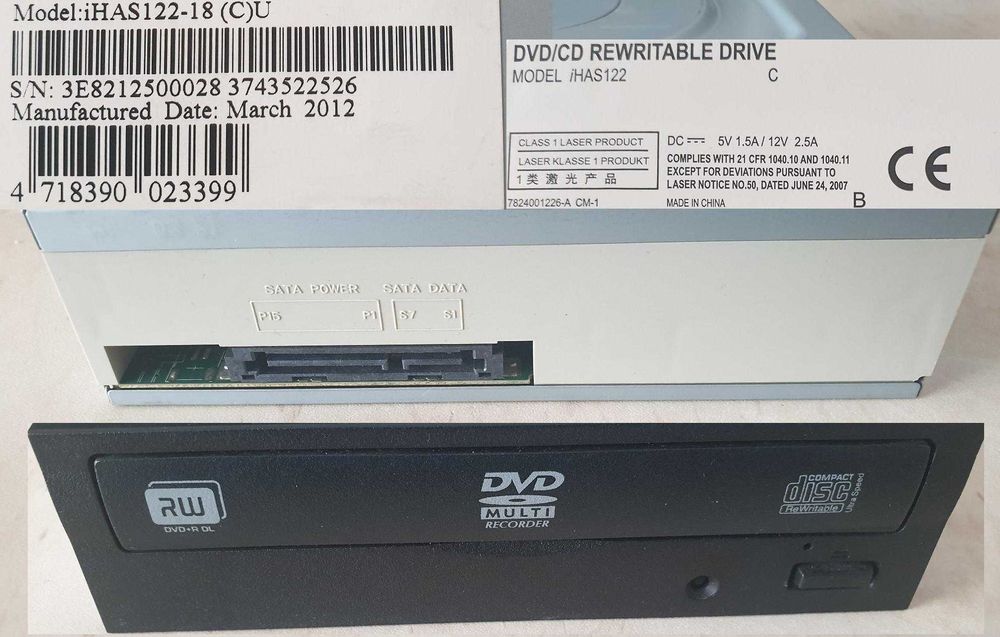 Model:iHAS122-18 (C)U
S/N: 3E8212500028 3743522526
Manufactured Date: March 2012
4 718390 023399
DVD/CD REWRITABLE DRIVE
MODEL iHAS122 C
CLASS 1 LASER PRODUCT
LASER KLASSE 1 PRODUKT
1 类 激 光 产 品
7824001226-A CM-1
DC 5V 1.5A / 12V 2.5A
COMPLIES WITH 21 CFR 1040.10 AND 1040.11
EXCEPT FOR DEVIATIONS PURSUANT TO
LASER NOTICE NO.50, DATED JUNE 24, 2007
MADE IN CHINA B
CE
SATA POWER SATA DATA
P15 P1 S7 S1
RW
DVD+R DL
DVD
MULTI
RECORDER
COMPACT
disc
ReWritable
Ultra Speed